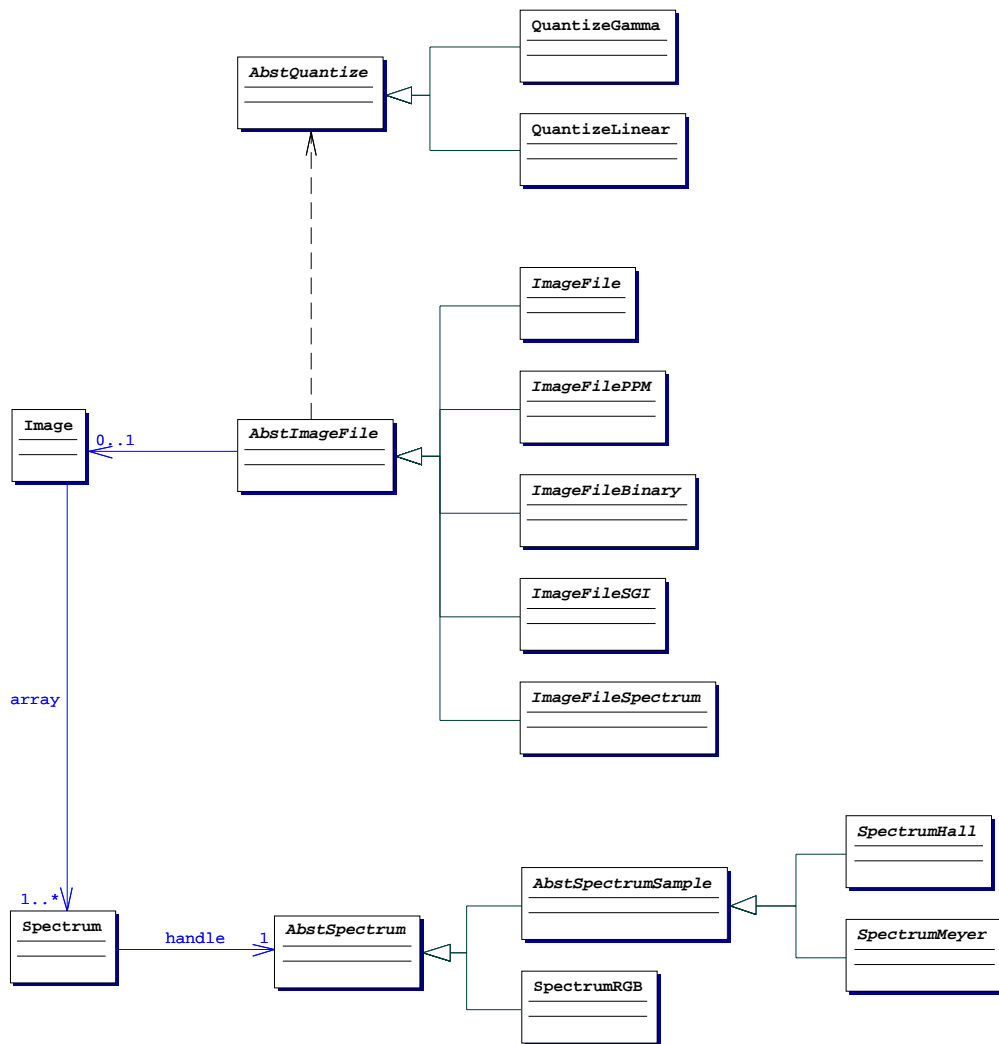 QuantizeGamma
AbstQuantize
QuantizeLinear
ImageFile
ImageFilePPM
Image
0..1
AbstImageFile
ImageFileBinary
ImageFileSGI
ImageFileSpectrum
array
1..*
SpectrumHall
AbstSpectrumSample
Spectrum
handle
1
AbstSpectrum
SpectrumMeyer
SpectrumRGB